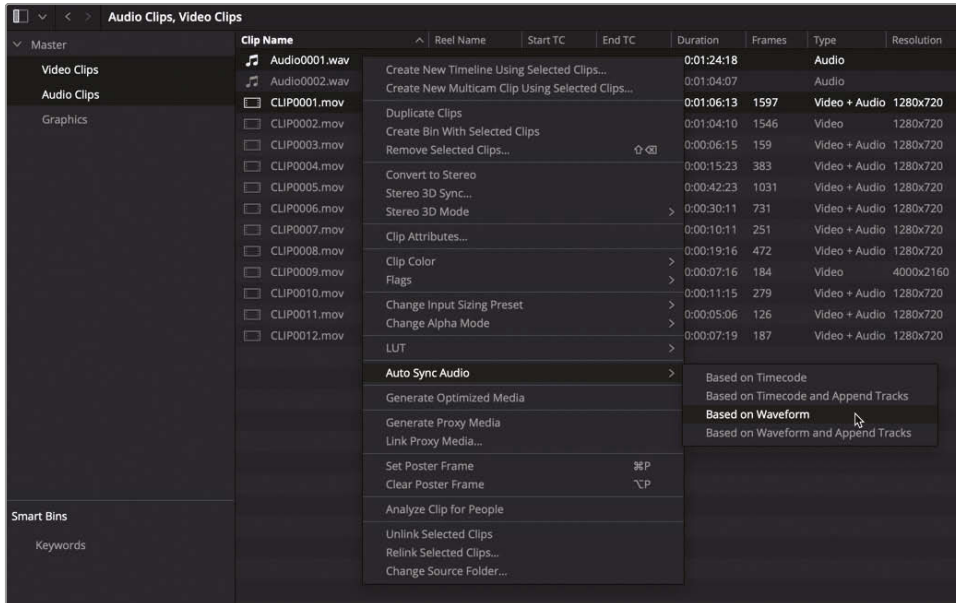 Audio Clips, Video Clips
Master
Video Clips
Audio Clips
Graphics
Smart Bins
Keywords
Clip Name Reel Name Start TC End TC Duration Frames Type Resolution
Audio0001.wav 0:01:24:18 Audio
Audio0002.wav 0:01:04:07 Audio
CLIP0001.mov 0:01:06:13 1597 Video + Audio 1280x720
CLIP0002.mov 0:01:04:10 1546 Video 1280x720
CLIP0003.mov 0:00:06:15 159 Video + Audio 1280x720
CLIP0004.mov 0:00:15:23 383 Video + Audio 1280x720
CLIP0005.mov 0:00:42:23 1031 Video + Audio 1280x720
CLIP0006.mov 0:00:30:11 731 Video + Audio 1280x720
CLIP0007.mov 0:00:10:11 251 Video + Audio 1280x720
CLIP0008.mov 0:00:19:16 472 Video + Audio 1280x720
CLIP0009.mov 0:00:07:16 184 Video 4000x2160
CLIP0010.mov 0:00:11:15 279 Video + Audio 1280x720
CLIP0011.mov 0:00:05:06 126 Video + Audio 1280x720
CLIP0012.mov 0:00:07:19 187 Video + Audio 1280x720
Create New Timeline Using Selected Clips...
Create New Multicam Clip Using Selected Clips...
Duplicate Clips
Create Bin With Selected Clips
Remove Selected Clips... ⇧⌫
Convert to Stereo
Stereo 3D Sync...
Stereo 3D Mode
Clip Attributes...
Clip Color
Flags
Change Input Sizing Preset
Change Alpha Mode
LUT
Auto Sync Audio
Generate Optimized Media
Generate Proxy Media
Link Proxy Media...
Set Poster Frame ⌘P
Clear Poster Frame ⌥P
Analyze Clip for People
Unlink Selected Clips
Relink Selected Clips...
Change Source Folder...
Based on Timecode
Based on Timecode and Append Tracks
Based on Waveform
Based on Waveform and Append Tracks